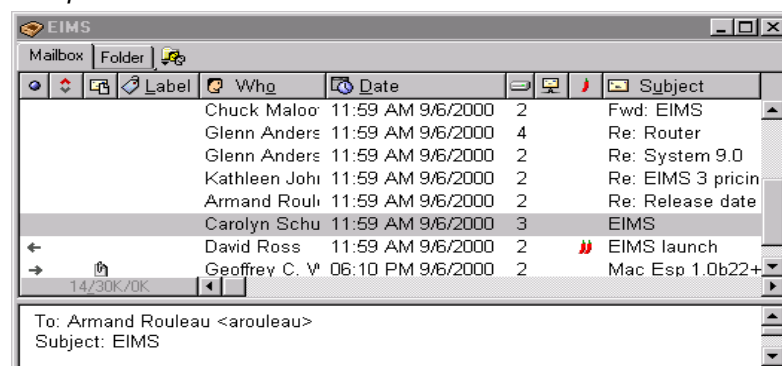 EIMS
Mailbox Folder
Label Who Date Subject
Chuck Maloo 11:59 AM 9/6/2000 2 Fwd: EIMS
Glenn Anders 11:59 AM 9/6/2000 4 Re: Router
Glenn Anders 11:59 AM 9/6/2000 2 Re: System 9.0
Kathleen Joh 11:59 AM 9/6/2000 2 Re: EIMS 3 pricin
Armand Roul 11:59 AM 9/6/2000 2 Re: Release date
Carolyn Schu 11:59 AM 9/6/2000 3 EIMS
David Ross 11:59 AM 9/6/2000 2 EIMS launch
Geoffrey C. 06:10 PM 9/6/2000 2 Mac Esp 1.0b22+
14/30K/0K
To: Armand Rouleau <arouleau>
Subject: EIMS